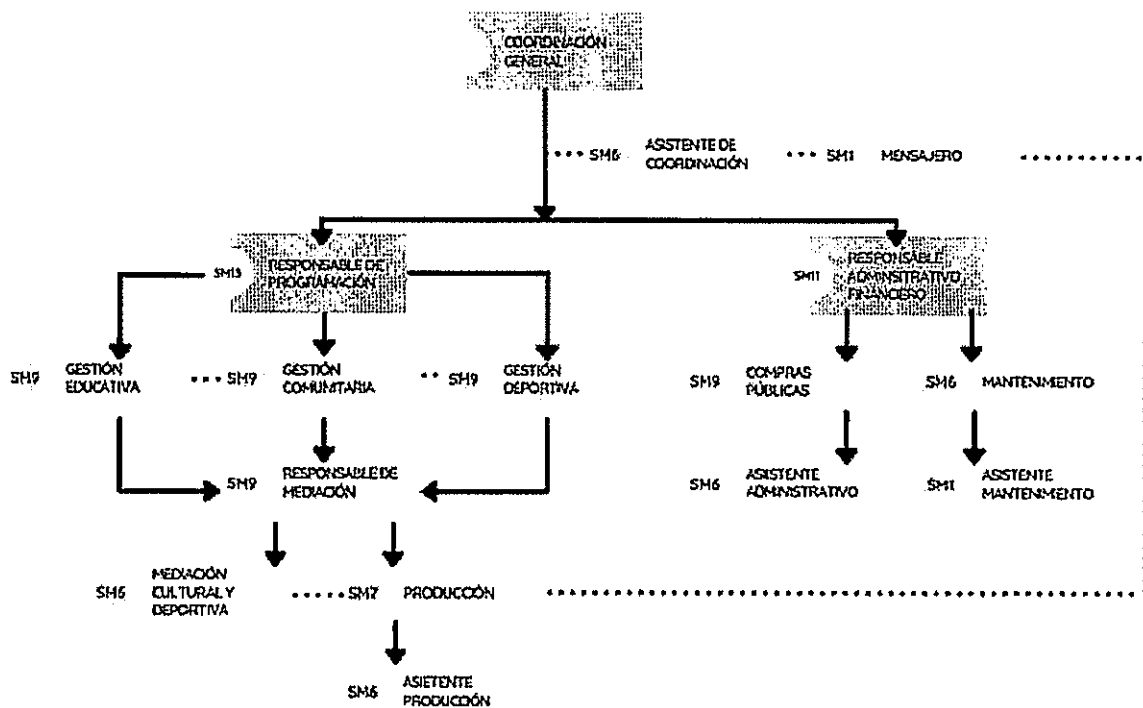 COORDINACIÓN
GENERAL
SM6 ASISTENTE DE
COORDINACIÓN
SM1 MENSAJERO
SM13 RESPONSABLE DE
PROGRAMACIÓN
SM11 RESPONSABLE
ADMINSITRATIVO
FINANCIERO
SM9 GESTIÓN
EDUCATIVA
SM9 GESTIÓN
COMUNITARIA
SM9 GESTIÓN
DEPORTIVA
SM9 COMPRAS
PÚBLICAS
SM6 MANTENIMIENTO
SM9 RESPONSABLE DE
MEDIACIÓN
SM6 ASISTENTE
ADMINISTRATIVO
SM1 ASISTENTE
MANTENIMIENTO
MEDIACIÓN
SM6 CULTURAL Y
DEPORTIVA
SM7 PRODUCCIÓN
SM6 ASIETENTE
PRODUCCIÓN